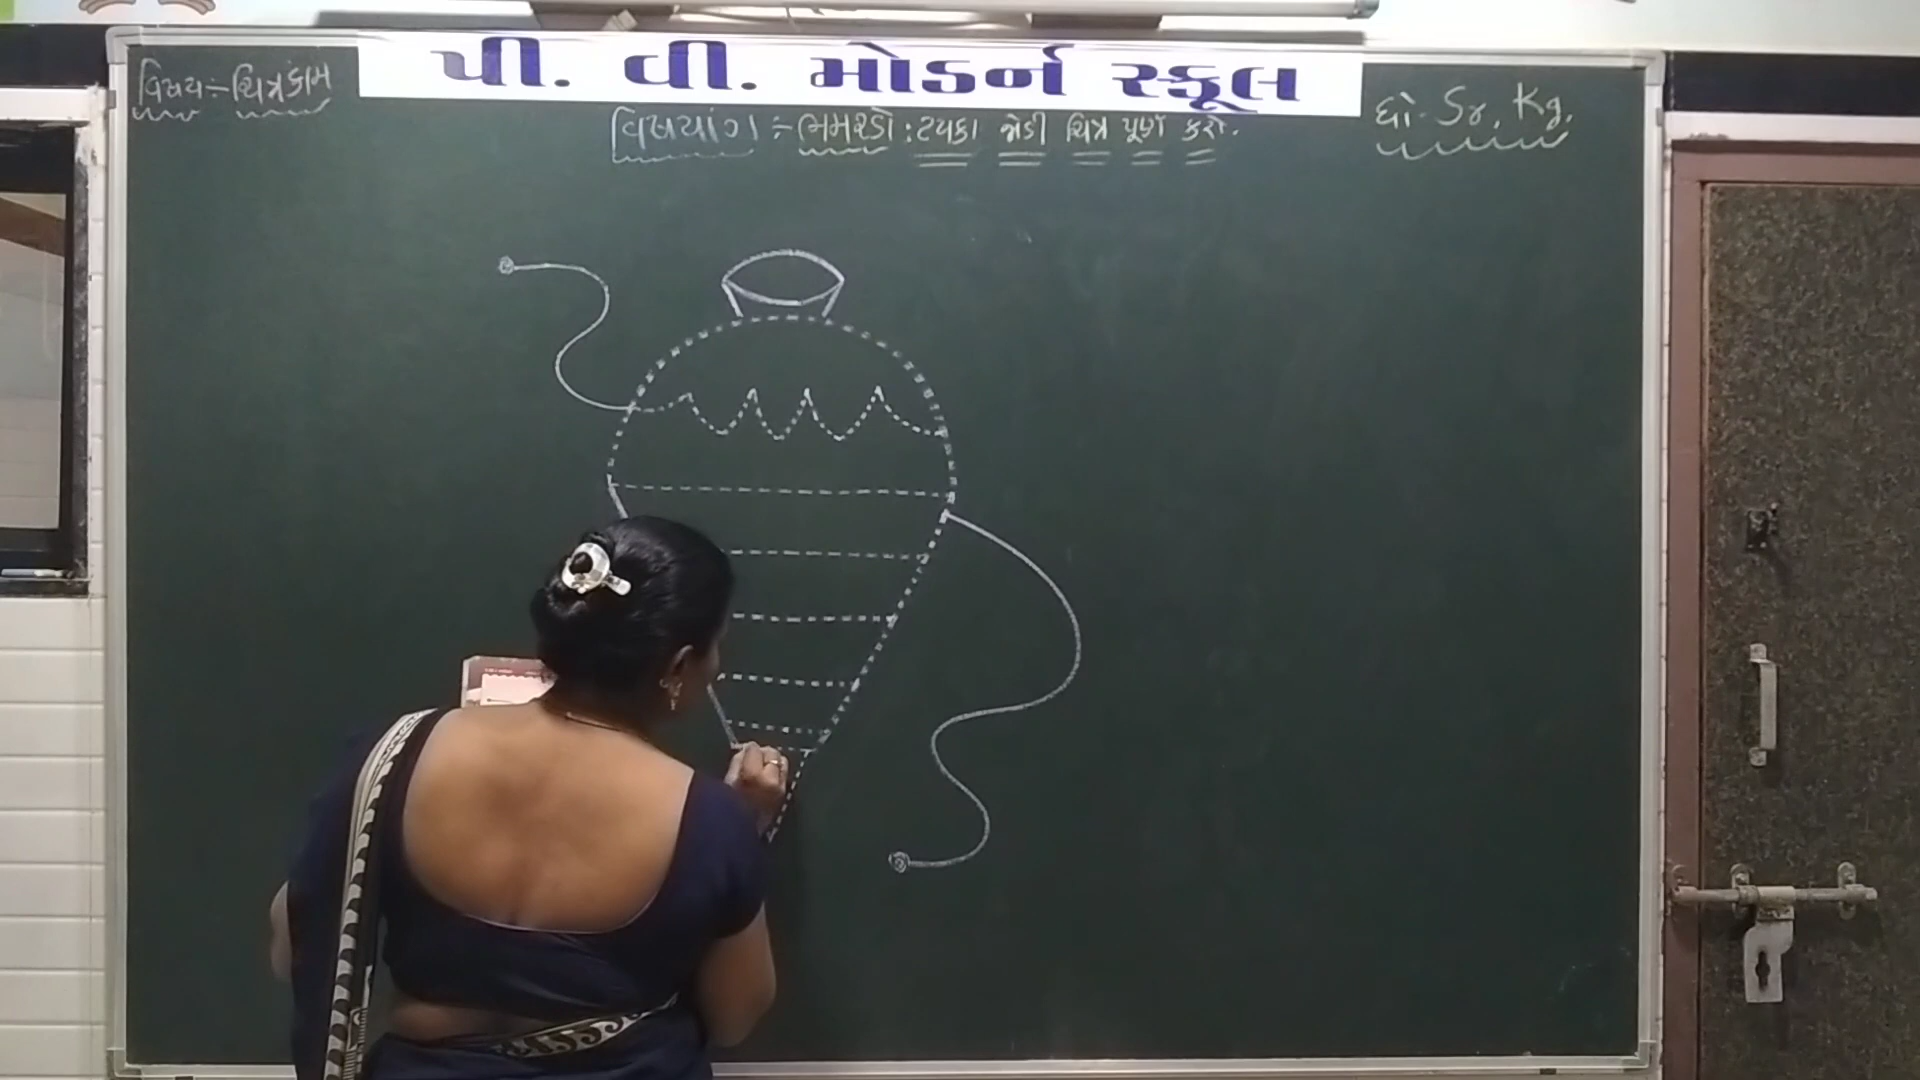 પી. વી. મોડર્ન સ્કૂલ
વિષય :- ચિત્રકામ
ધો. Sr. Kg.
વિષયાંગ :- ભમરડો : ટપકા જોડી ચિત્ર પૂર્ણ કરો.